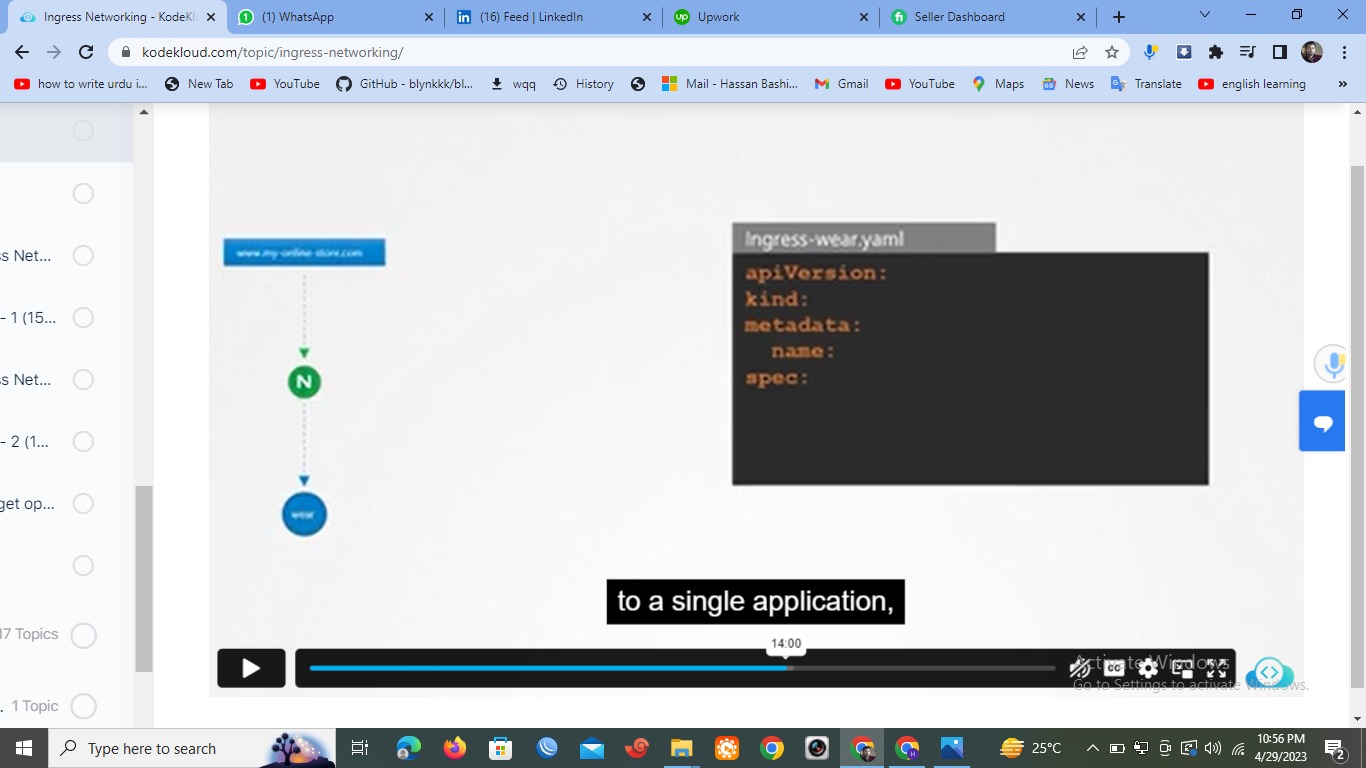 Ingress Networking - KodeKl
(1) WhatsApp
(16) Feed | LinkedIn
Upwork
Seller Dashboard
kodekloud.com/topic/ingress-networking/
how to write urdu i...
New Tab
YouTube
GitHub - blynkkk/bl...
wqq
History
Mail - Hassan Bashi...
Gmail
YouTube
Maps
News
Translate
english learning
»
s Net...
- 1 (15...
s Net...
- 2 (1...
get op...
17 Topics
. 1 Topic
www.my-online-store.com
N
wear
Ingress-wear.yaml
apiVersion:
kind:
metadata:
name:
spec:
to a single application,
14:00
CC
Activate Windows
Go to Settings to activate Windows.
Type here to search
25°C
10:56 PM
4/29/2023
2